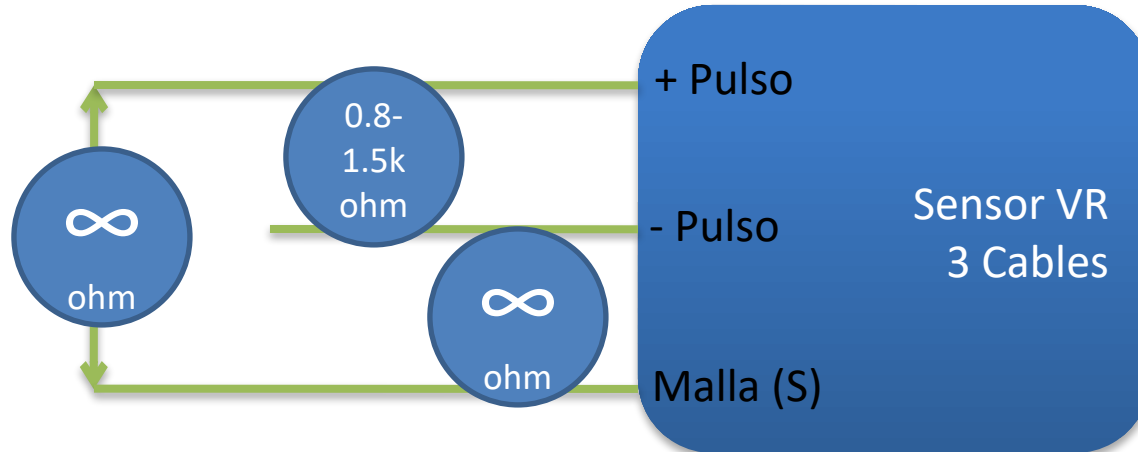 + Pulso
0.8-
1.5k
ohm
∞
ohm
- Pulso
Sensor VR
3 Cables
∞
ohm
Malla (S)